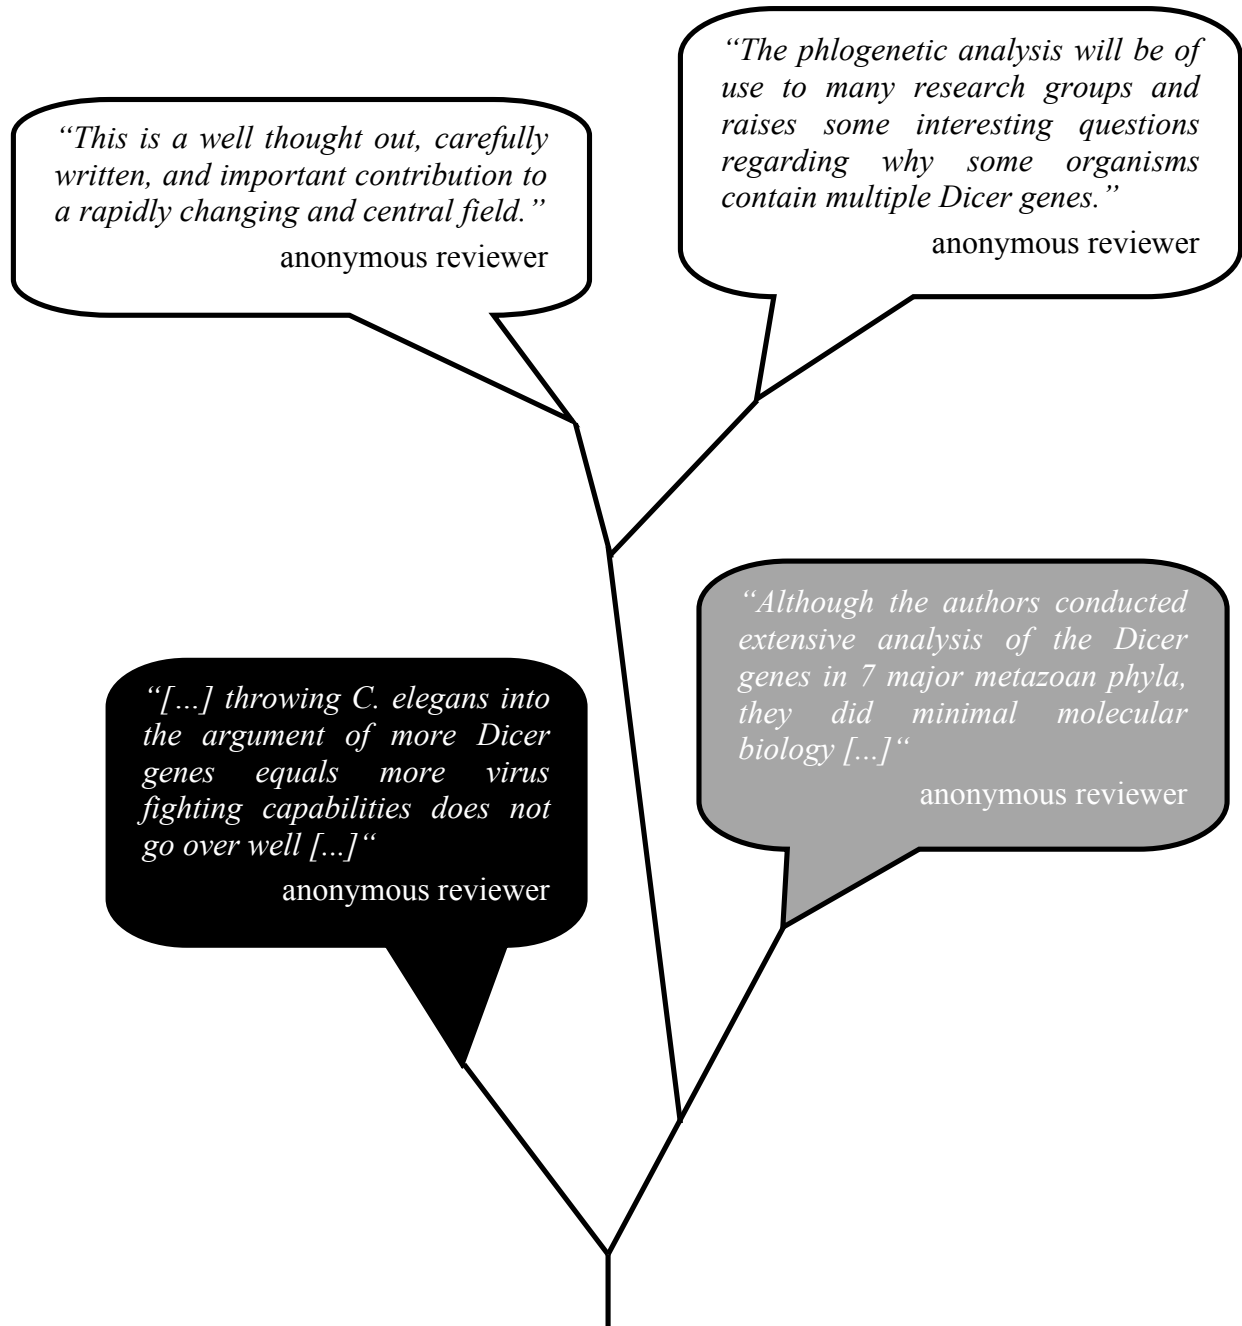 “This is a well thought out, carefully
written, and important contribution to
a rapidly changing and central field.”
anonymous reviewer
“The phlogenetic analysis will be of
use to many research groups and
raises some interesting questions
regarding why some organisms
contain multiple Dicer genes.”
anonymous reviewer
“[...] throwing C. elegans into
the argument of more Dicer
genes equals more virus
fighting capabilities does not
go over well [...]“
anonymous reviewer
“Although the authors conducted
extensive analysis of the Dicer
genes in 7 major metazoan phyla,
they did minimal molecular
biology [...]“
anonymous reviewer